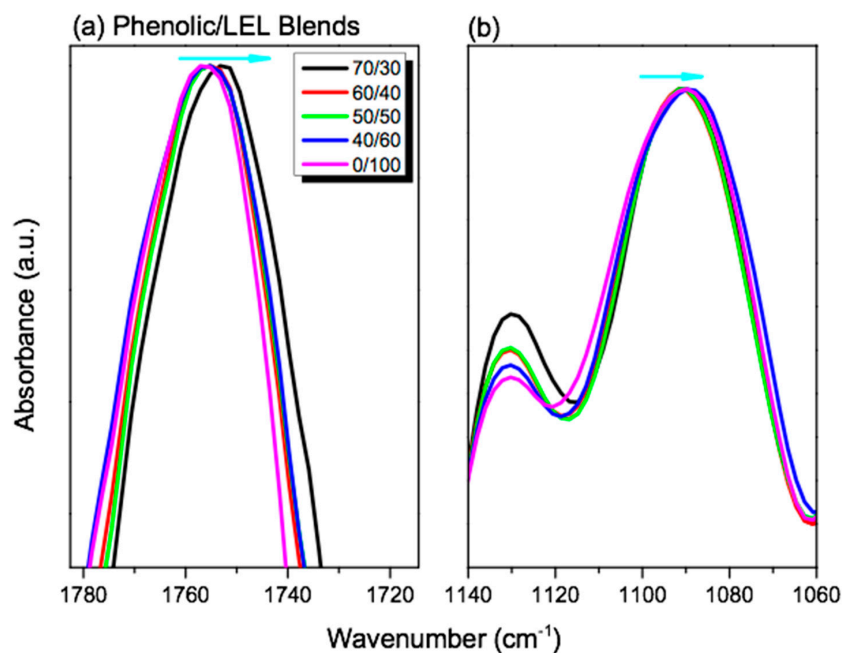 (a) Phenolic/LEL Blends
(b)
70/30
60/40
50/50
40/60
0/100
Absorbance (a.u.)
1780 1760 1740 1720
1140 1120 1100 1080 1060
Wavenumber (cm⁻¹)